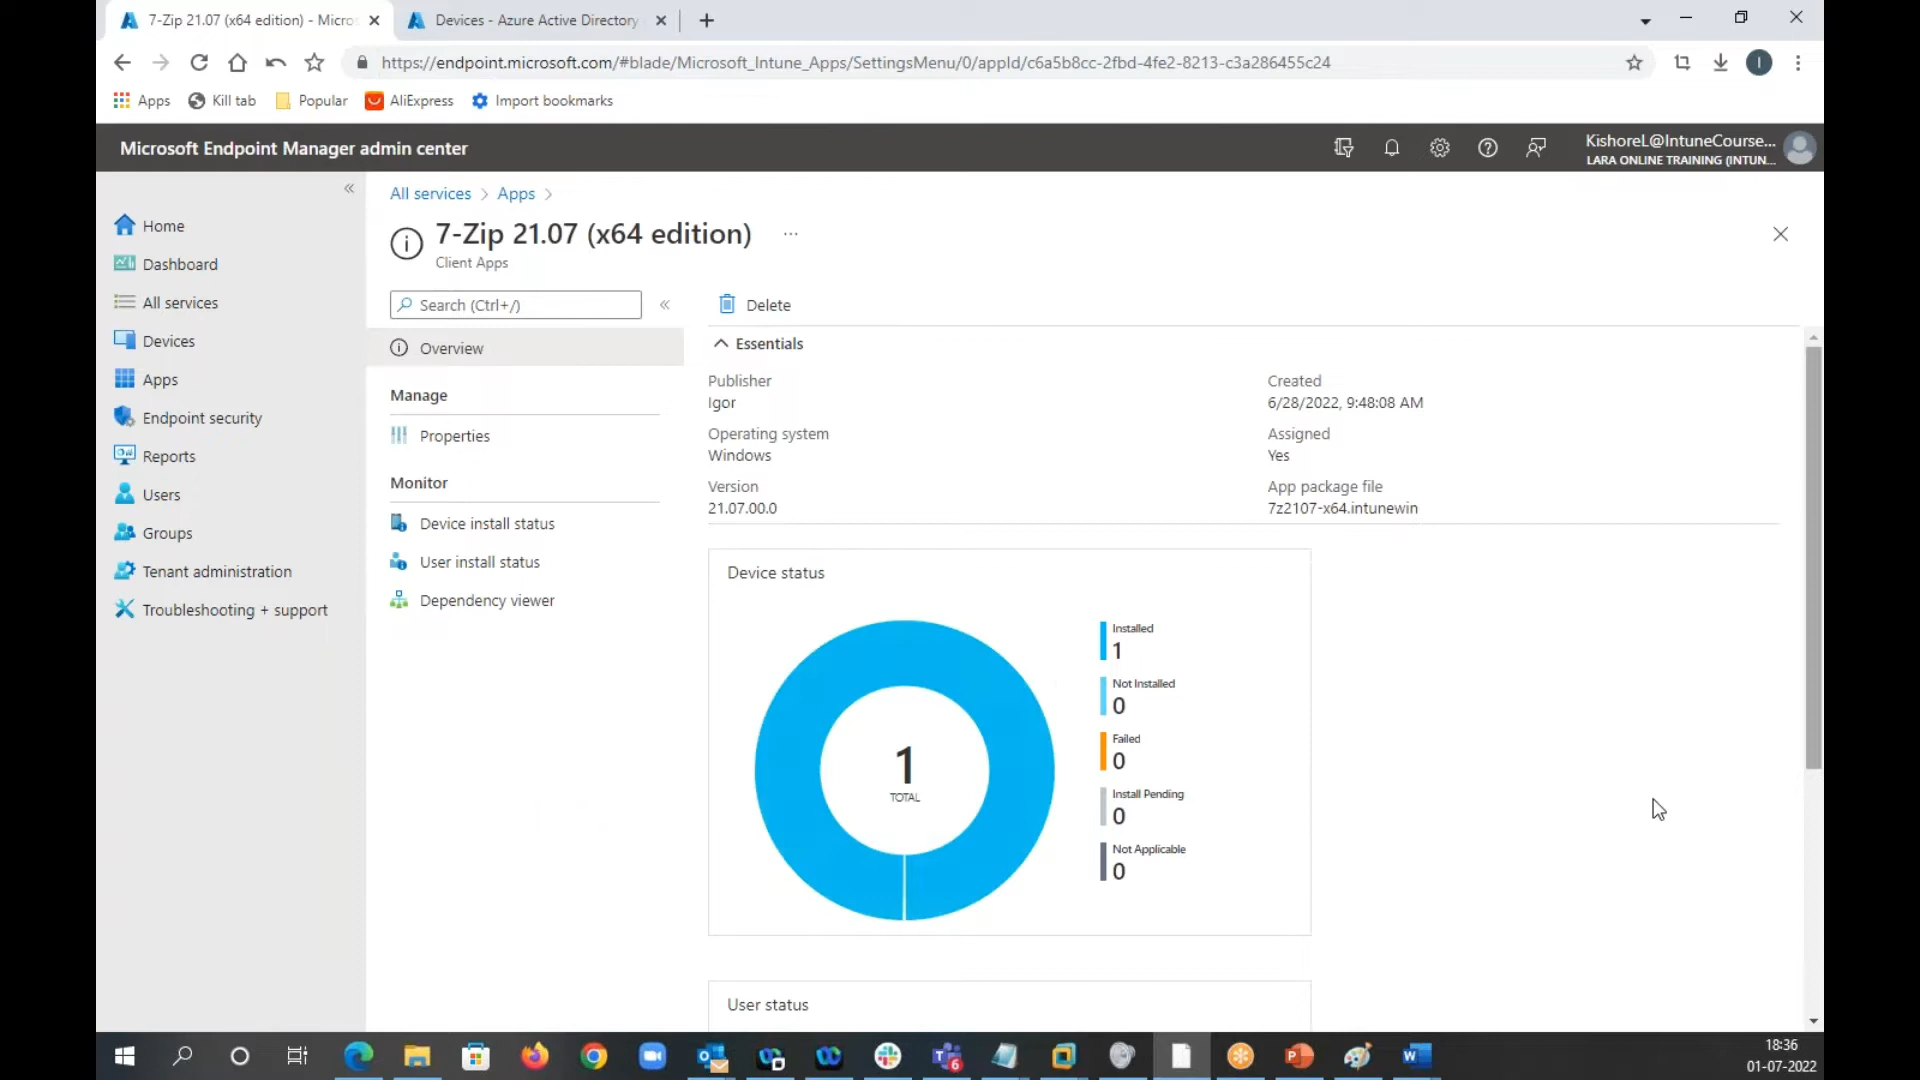 7-Zip 21.07 (x64 edition) - Micros
Devices - Azure Active Directory
https://endpoint.microsoft.com/#blade/Microsoft_Intune_Apps/SettingsMenu/0/appId/c6a5b8cc-2fbd-4fe2-8213-c3a286455c24
I
Apps
Kill tab
Popular
AliExpress
Import bookmarks
Microsoft Endpoint Manager admin center
KishoreL@IntuneCourse...
LARA ONLINE TRAINING (INTUN...
Home
Dashboard
All services
Devices
Apps
Endpoint security
Reports
Users
Groups
Tenant administration
Troubleshooting + support
All services > Apps >
7-Zip 21.07 (x64 edition) ...
Client Apps
Search (Ctrl+/)
Overview
Manage
Properties
Monitor
Device install status
User install status
Dependency viewer
Delete
Essentials
Publisher
Igor
Operating system
Windows
Version
21.07.00.0
Created
6/28/2022, 9:48:08 AM
Assigned
Yes
App package file
7z2107-x64.intunewin
Device status
1
TOTAL
Installed
1
Not Installed
0
Failed
0
Install Pending
0
Not Applicable
0
User status
6
18:36
01-07-2022